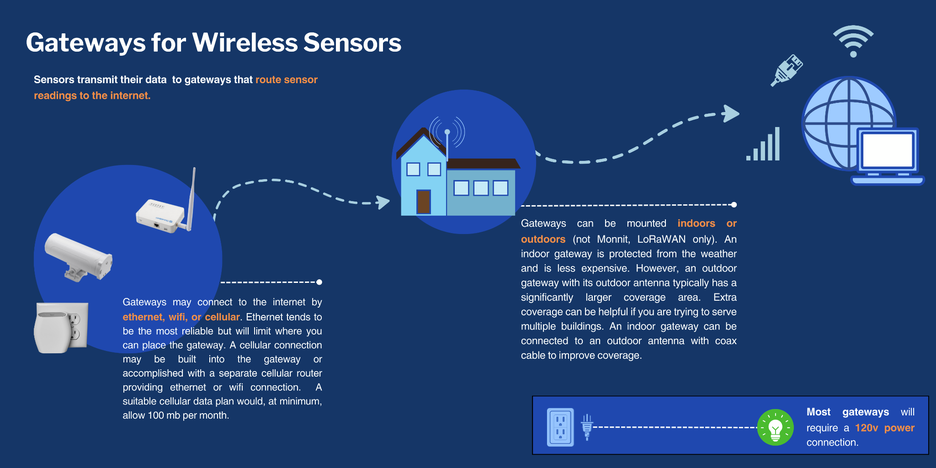 Gateways for Wireless Sensors
Sensors transmit their data to gateways that route sensor
readings to the internet.
Gateways may connect to the internet by
ethernet, wifi, or cellular. Ethernet tends to
be the most reliable but will limit where you
can place the gateway. A cellular connection
may be built into the gateway or
accomplished with a separate cellular router
providing ethernet or wifi connection. A
suitable cellular data plan would, at minimum,
allow 100 mb per month.
Gateways can be mounted indoors or
outdoors (not Monnit, LoRaWAN only). An
indoor gateway is protected from the weather
and is less expensive. However, an outdoor
gateway with its outdoor antenna typically has a
significantly larger coverage area. Extra
coverage can be helpful if you are trying to serve
multiple buildings. An indoor gateway can be
connected to an outdoor antenna with coax
cable to improve coverage.
Most gateways will
require a 120v power
connection.